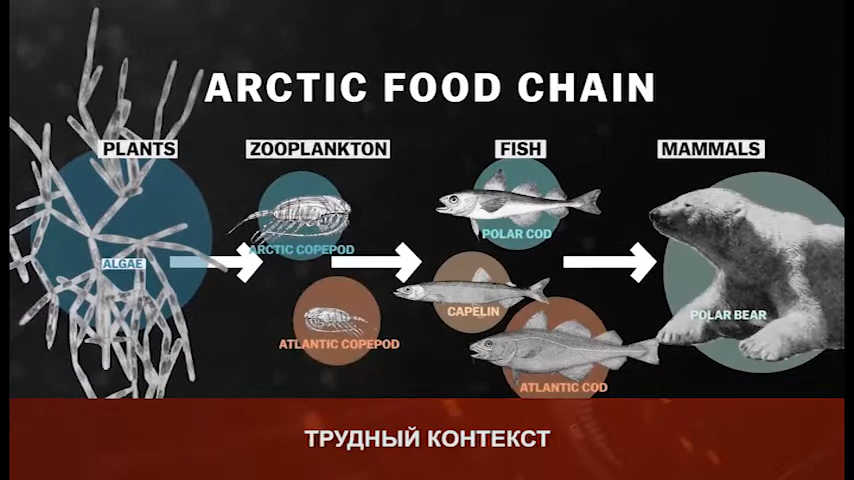 ARCTIC FOOD CHAIN
PLANTS
ZOOPLANKTON
FISH
MAMMALS
ARCTIC COPEPOD
POLAR COD
ALGAE
CAPELIN
POLAR BEAR
ATLANTIC COPEPOD
ATLANTIC COD
ТРУДНЫЙ КОНТЕКСТ